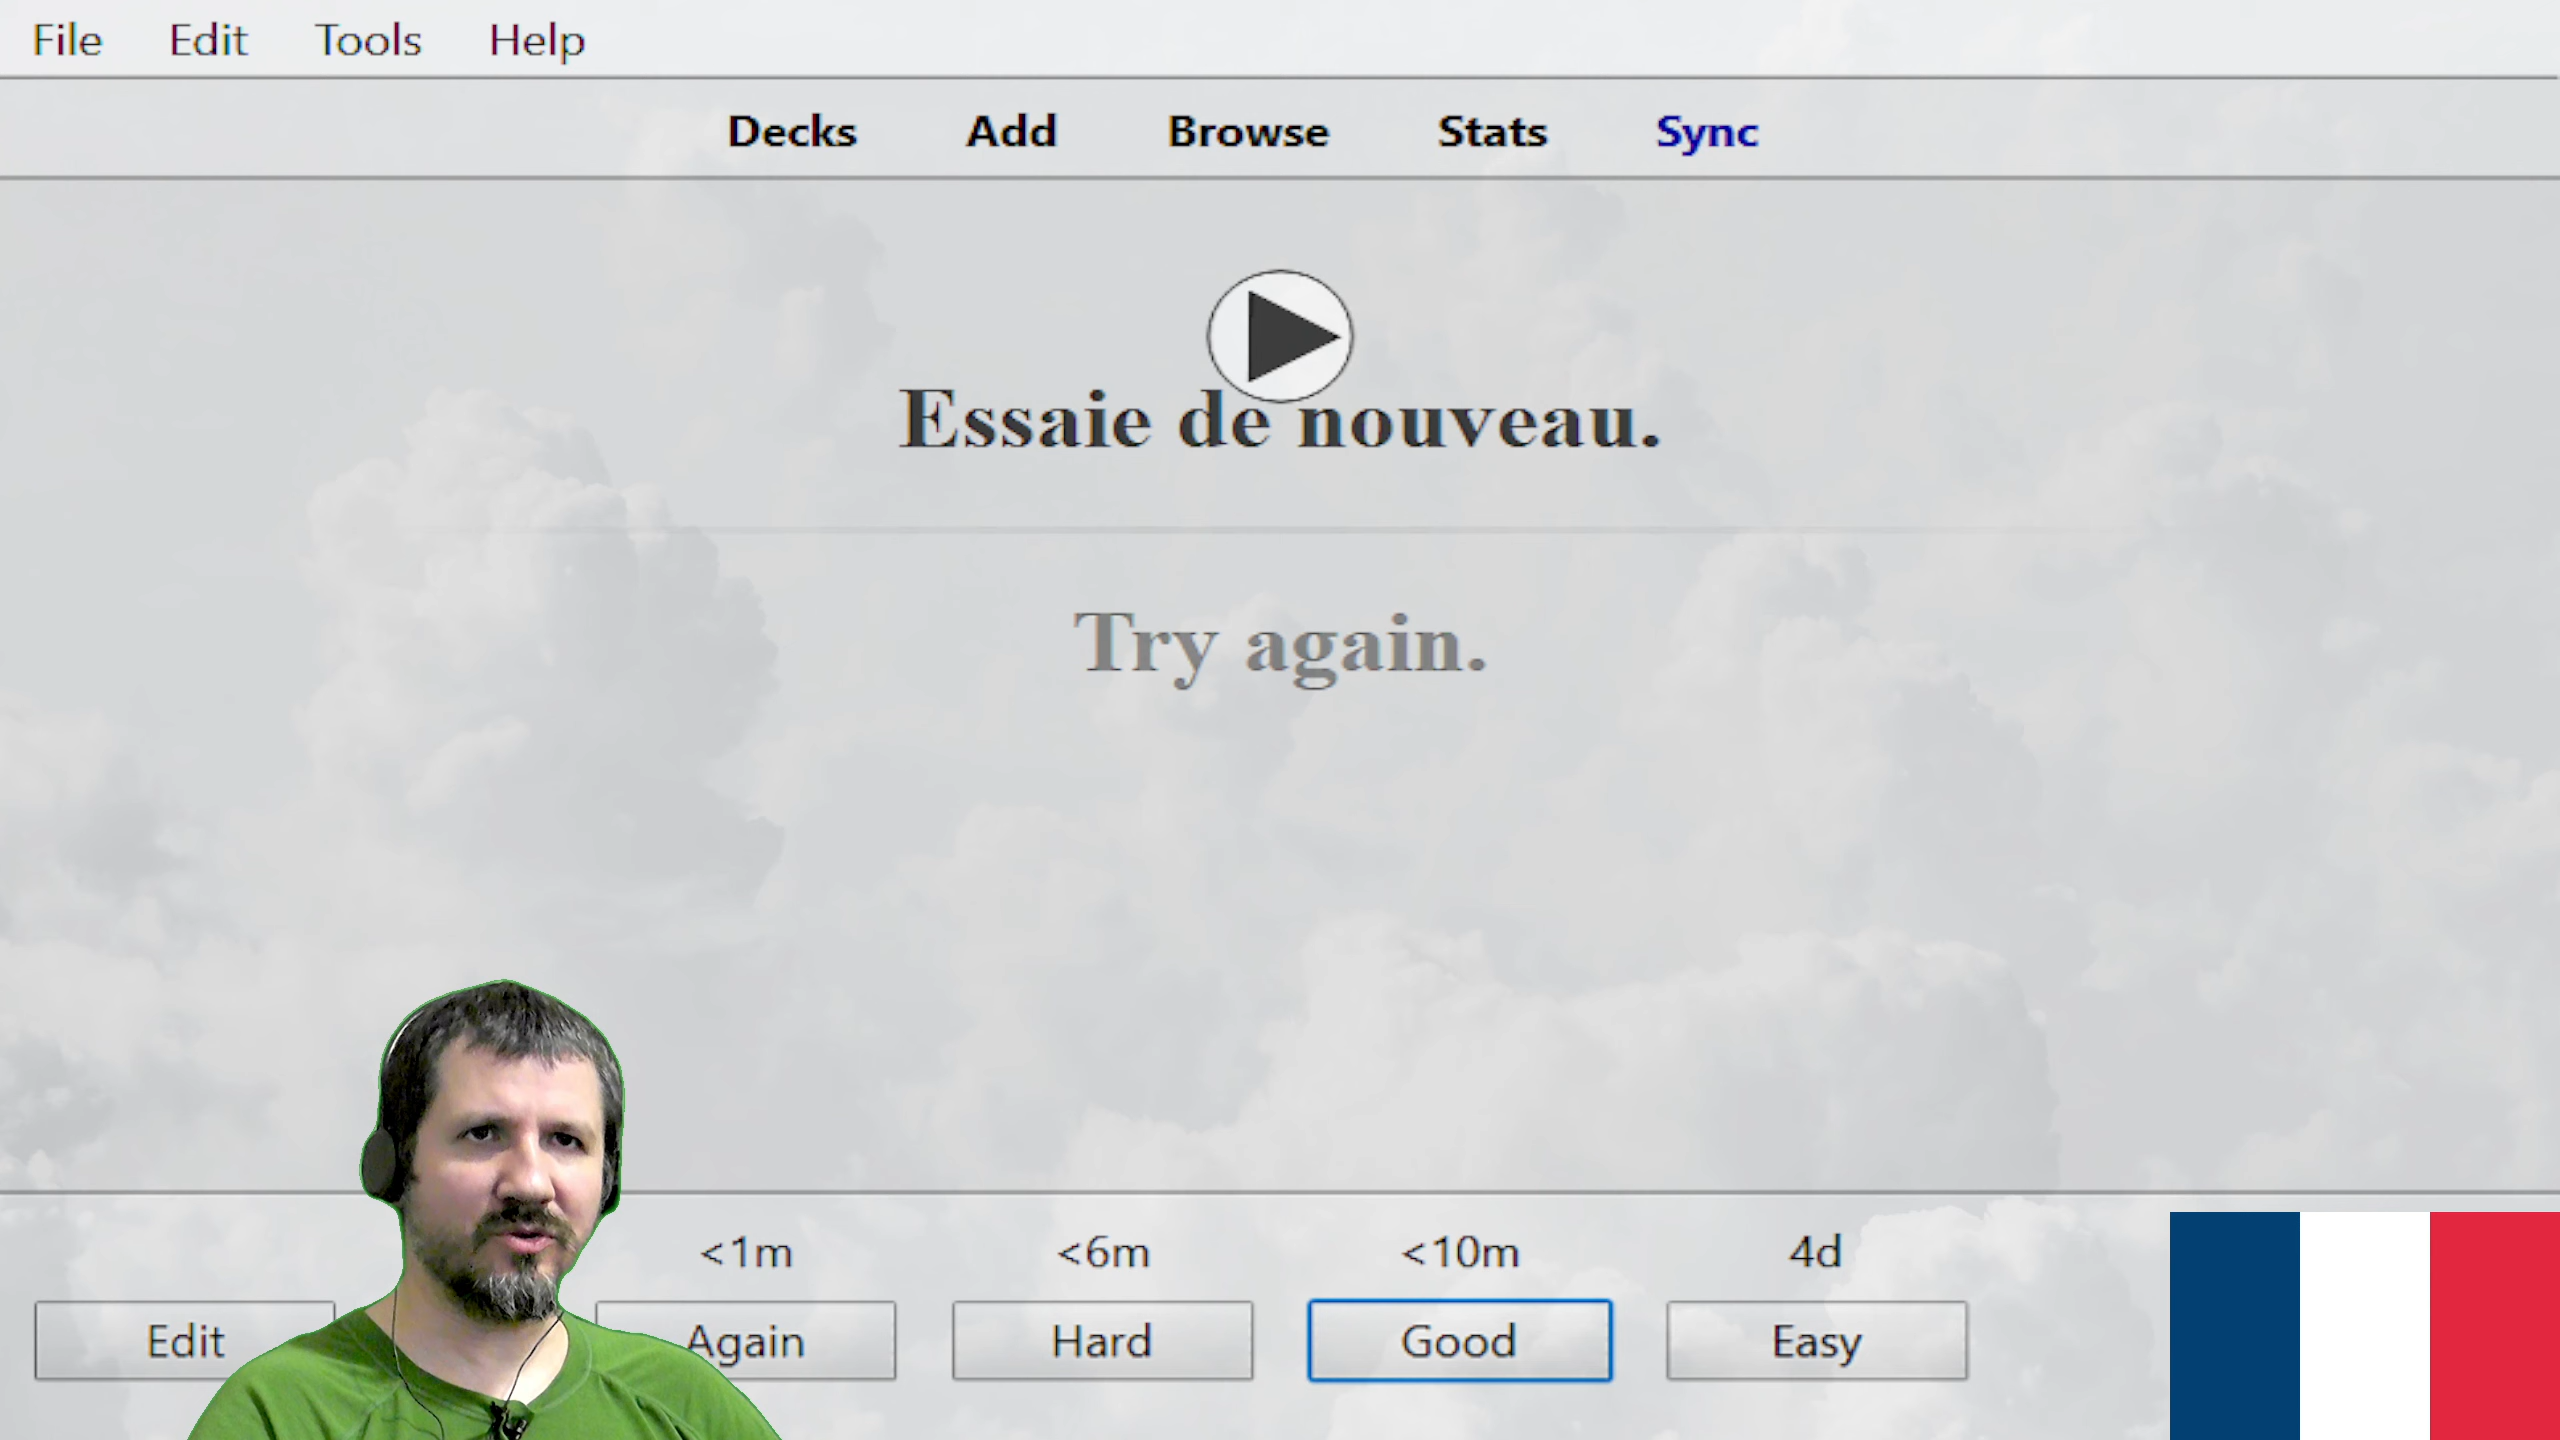 File Edit Tools Help
Decks Add Browse Stats Sync
Essaie de nouveau.
Try again.
<1m <6m <10m 4d
Edit Again Hard Good Easy